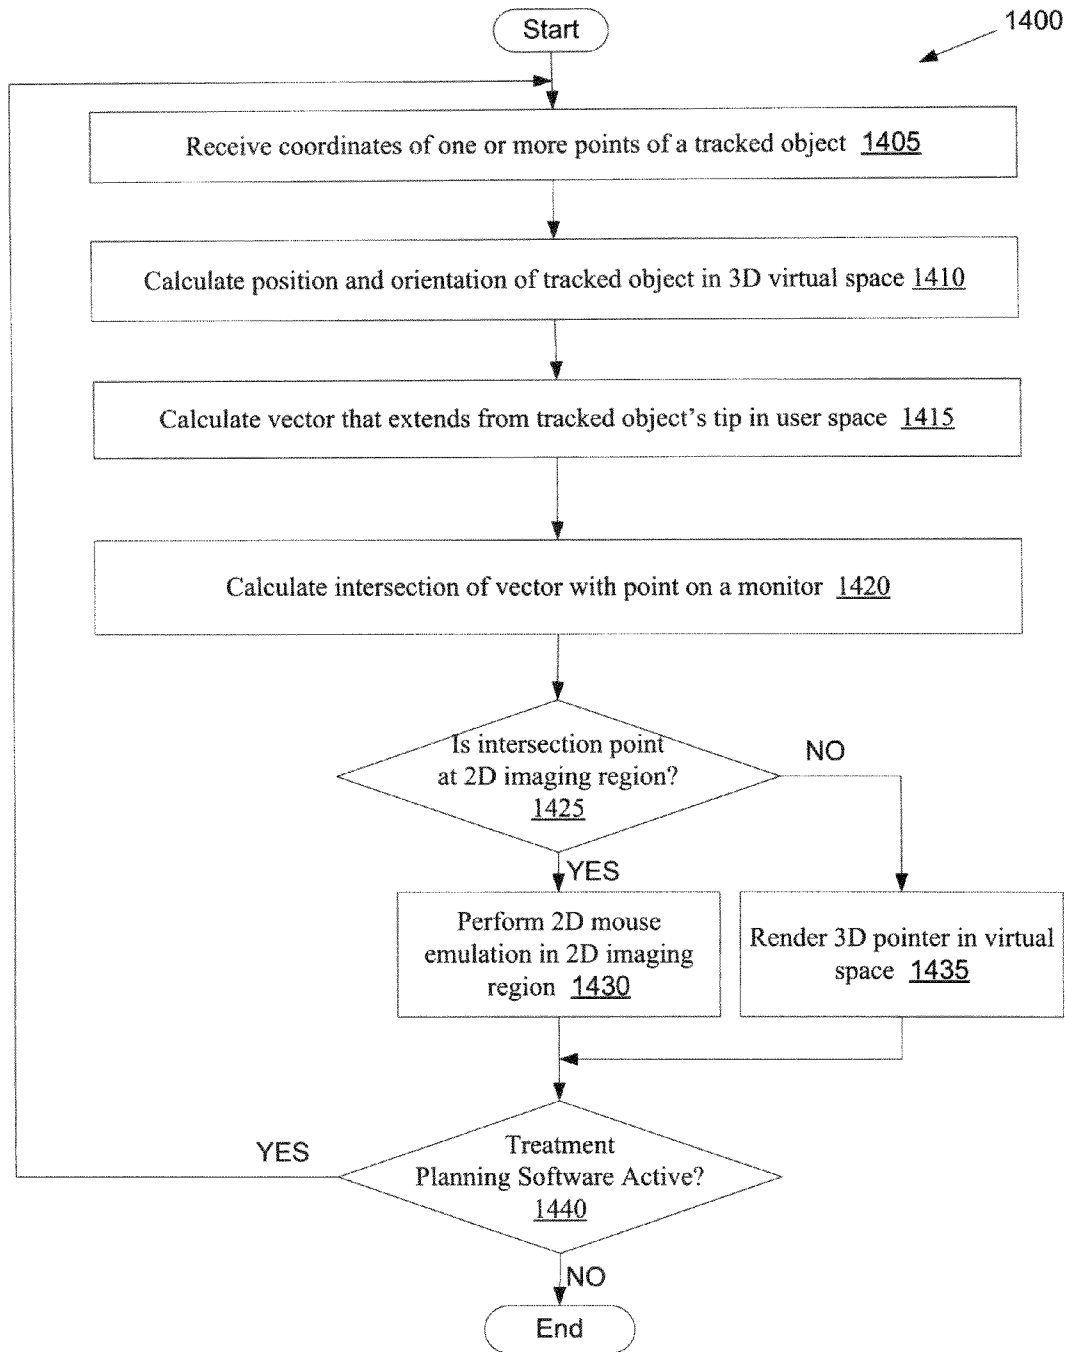 Start
1400
Receive coordinates of one or more points of a tracked object 1405
Calculate position and orientation of tracked object in 3D virtual space 1410
Calculate vector that extends from tracked object's tip in user space 1415
Calculate intersection of vector with point on a monitor 1420
Is intersection point
at 2D imaging region?
1425
NO
YES
Perform 2D mouse
emulation in 2D imaging
region 1430
Render 3D pointer in virtual
space 1435
YES
Treatment
Planning Software Active?
1440
NO
End